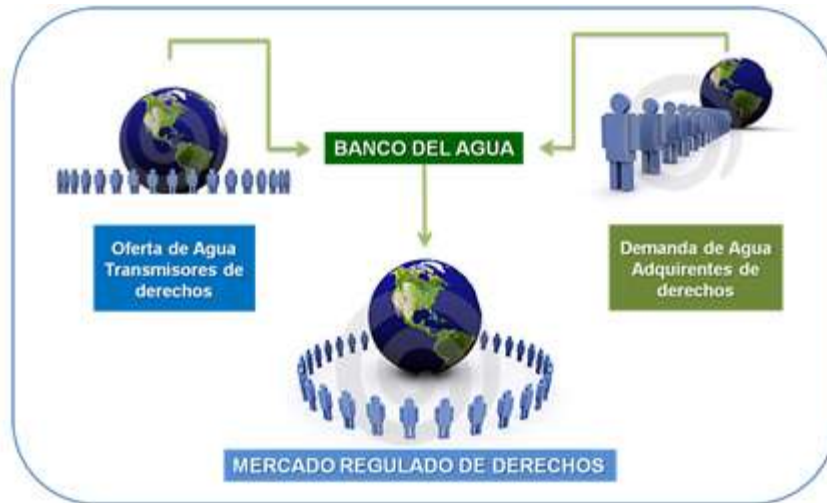 BANCO DEL AGUA
Oferta de Agua
Transmisores de
derechos
Demanda de Agua
Adquirentes de
derechos
MERCADO REGULADO DE DERECHOS